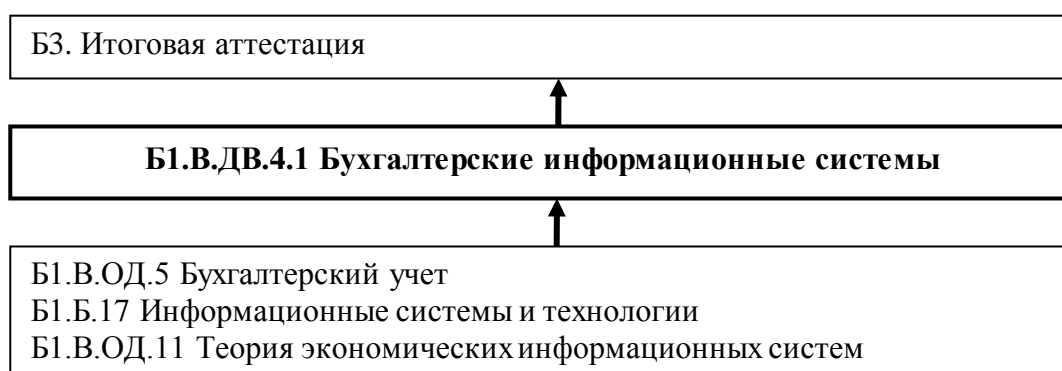 Б3. Итоговая аттестация
Б1.В.ДВ.4.1 Бухгалтерские информационные системы
Б1.В.ОД.5 Бухгалтерский учет
Б1.Б.17 Информационные системы и технологии
Б1.В.ОД.11 Теория экономических информационных систем